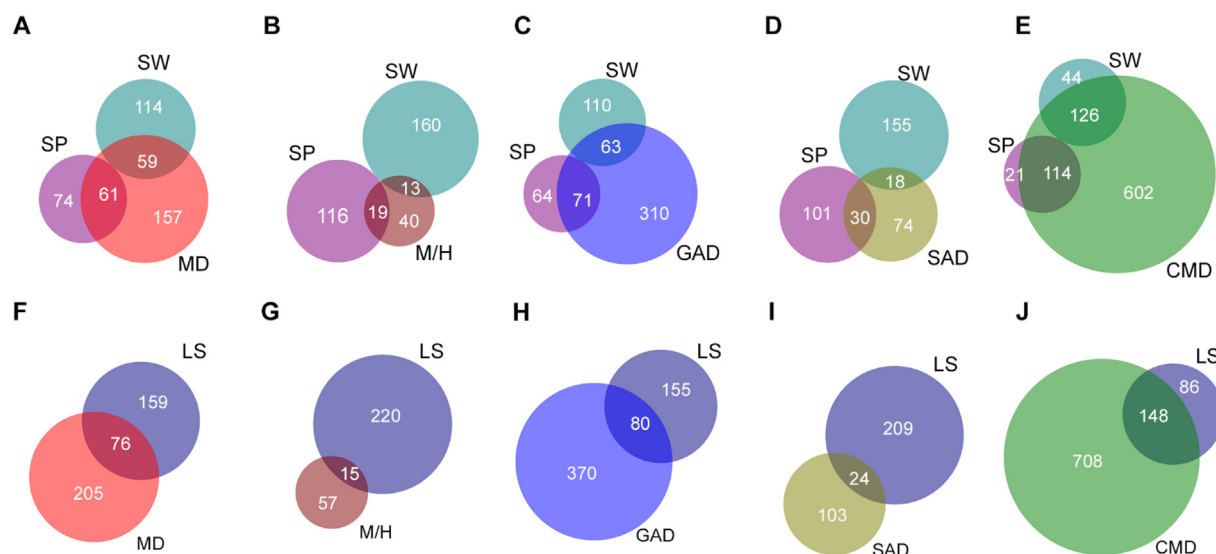 A
SW
114
SP
59
74
61
157
MD
B
SW
160
SP
13
116
19
40
M/H
C
SW
110
SP
63
64
71
310
GAD
D
SW
155
SP
18
101
30
74
SAD
E
SW
44
126
SP
21
114
602
CMD
F
LS
159
76
205
MD
G
LS
220
15
57
M/H
H
LS
155
80
370
GAD
I
LS
209
24
103
SAD
J
LS
86
148
708
CMD